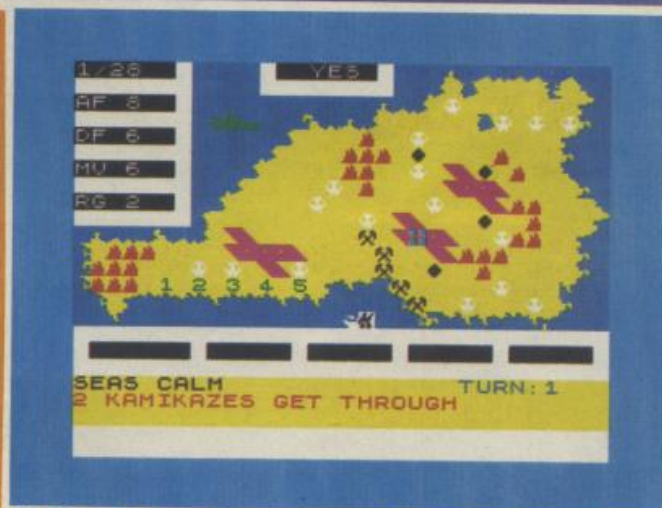 1/28
YES
AF 8
DF 6
MV 6
RG 2
1 2 3 4 5
SEAS CALM
TURN:1
2 KAMIKAZES GET THROUGH